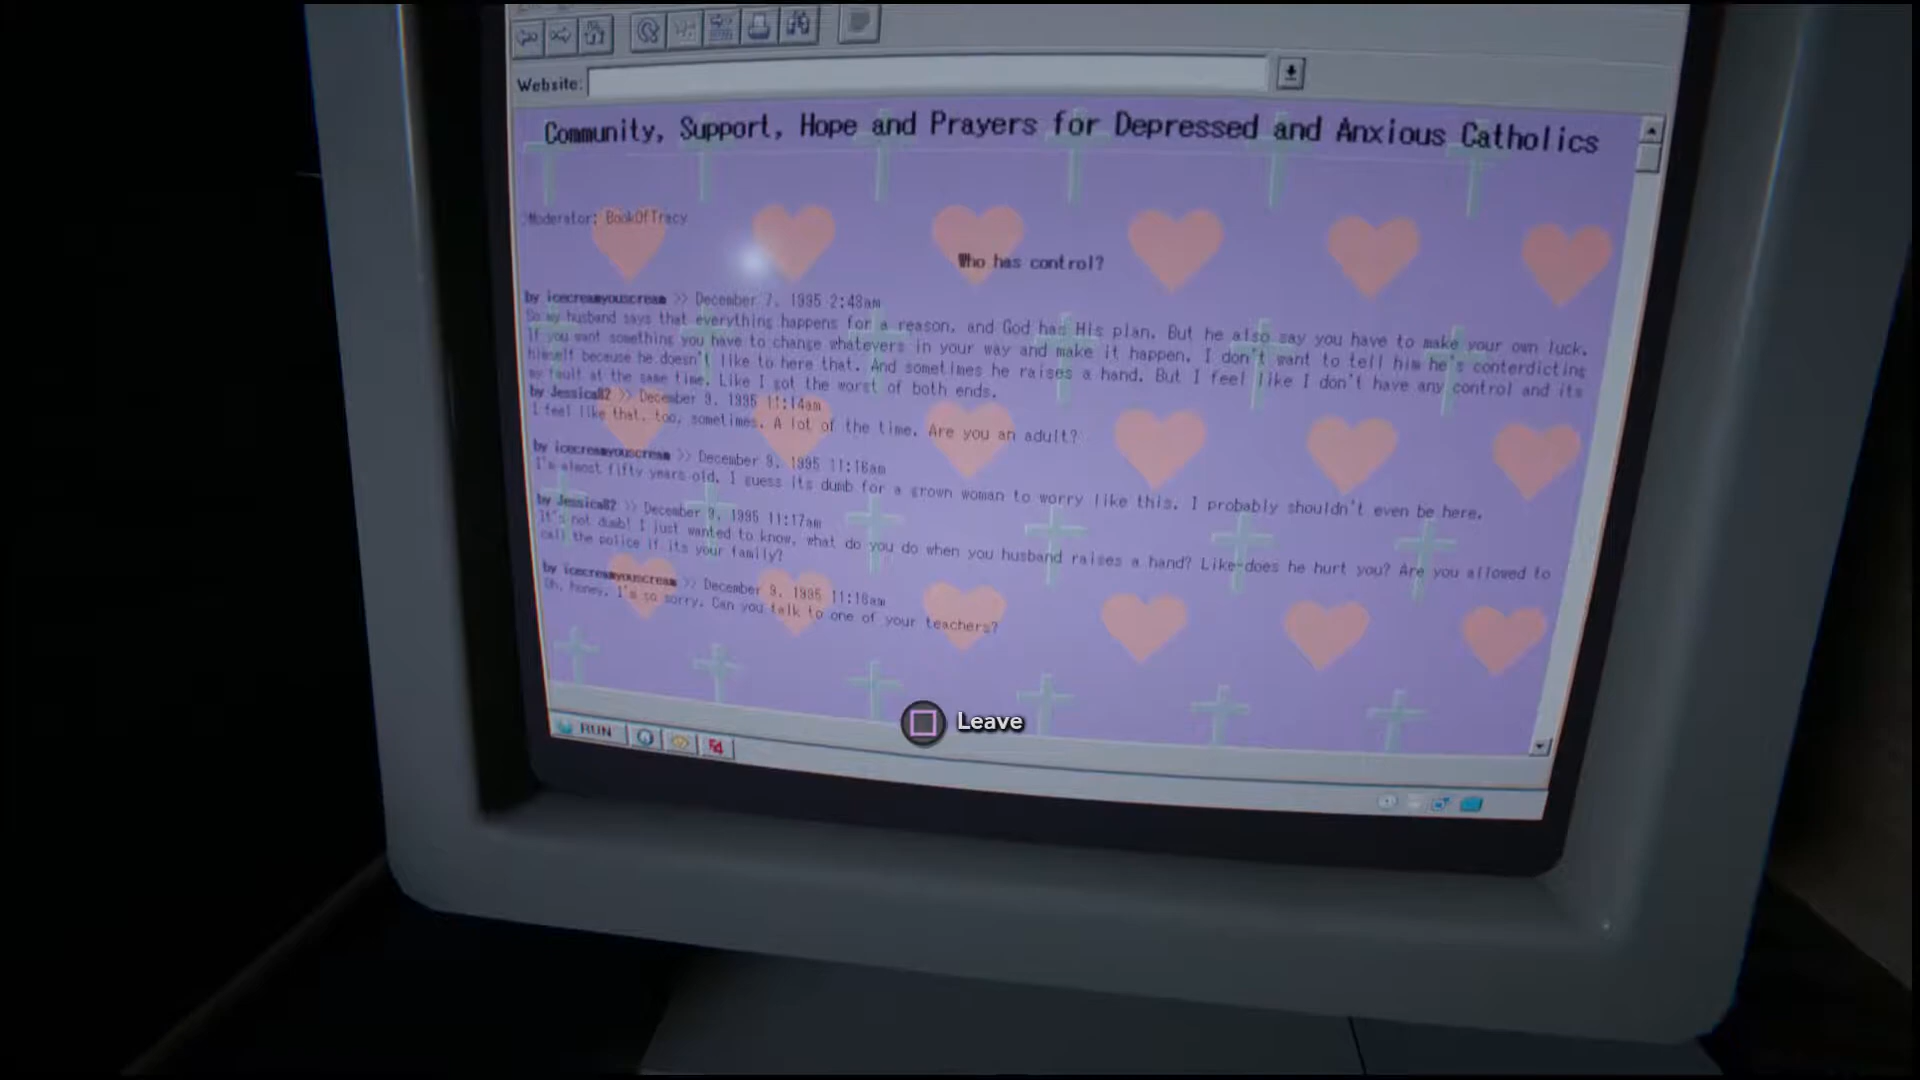 Website:
Community, Support, Hope and Prayers for Depressed and Anxious Catholics
Moderator: BookOfTracy
Who has control?
by icecreamyouscream >> December 7, 1995 2:48am
So my husband says that everything happens for a reason, and God has His plan. But he also say you have to make your own luck.
If you want something you have to change whatevers in your way and make it happen. I don't want to tell him he's conterdicting
himself because he doesn't like to here that. And sometimes he raises a hand. But I feel like I don't have any control and its
my fault at the same time. Like I got the worst of both ends.
by Jessica82 >> December 9, 1995 11:14am
I feel like that, too, sometimes. A lot of the time. Are you an adult?
by icecreamyouscream >> December 9, 1995 11:16am
I'm almost fifty years old. I guess its dumb for a grown woman to worry like this. I probably shouldn't even be here.
by Jessica82 >> December 9, 1995 11:17am
It's not dumb! I just wanted to know, what do you do when you husband raises a hand? Like-does he hurt you? Are you allowed to
call the police if its your family?
by icecreamyouscream >> December 9, 1995 11:18am
Oh, honey, I'm so sorry. Can you talk to one of your teachers?
Leave
RUN